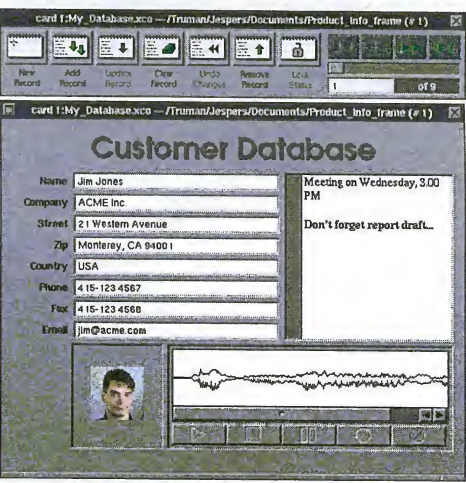 card 1:My_Database.xco —/Truman/Jespers/Documents/Product_Info_frame (# 1)
New Record
Add Record
Update Record
Clear Record
Undo Changes
Remove Record
Lock Status
1 of 9
card 1:My_Database.xco —/Truman/Jespers/Documents/Product_Info_frame (# 1)
Customer Database
Name Jim Jones
Company ACME Inc.
Street 21 Western Avenue
Zip Monterey, CA 94001
Country USA
Phone 415-123 4567
Fax 415-123 4568
Email jim@acme.com
Meeting on Wednesday, 3.00
PM
Don't forget report draft...